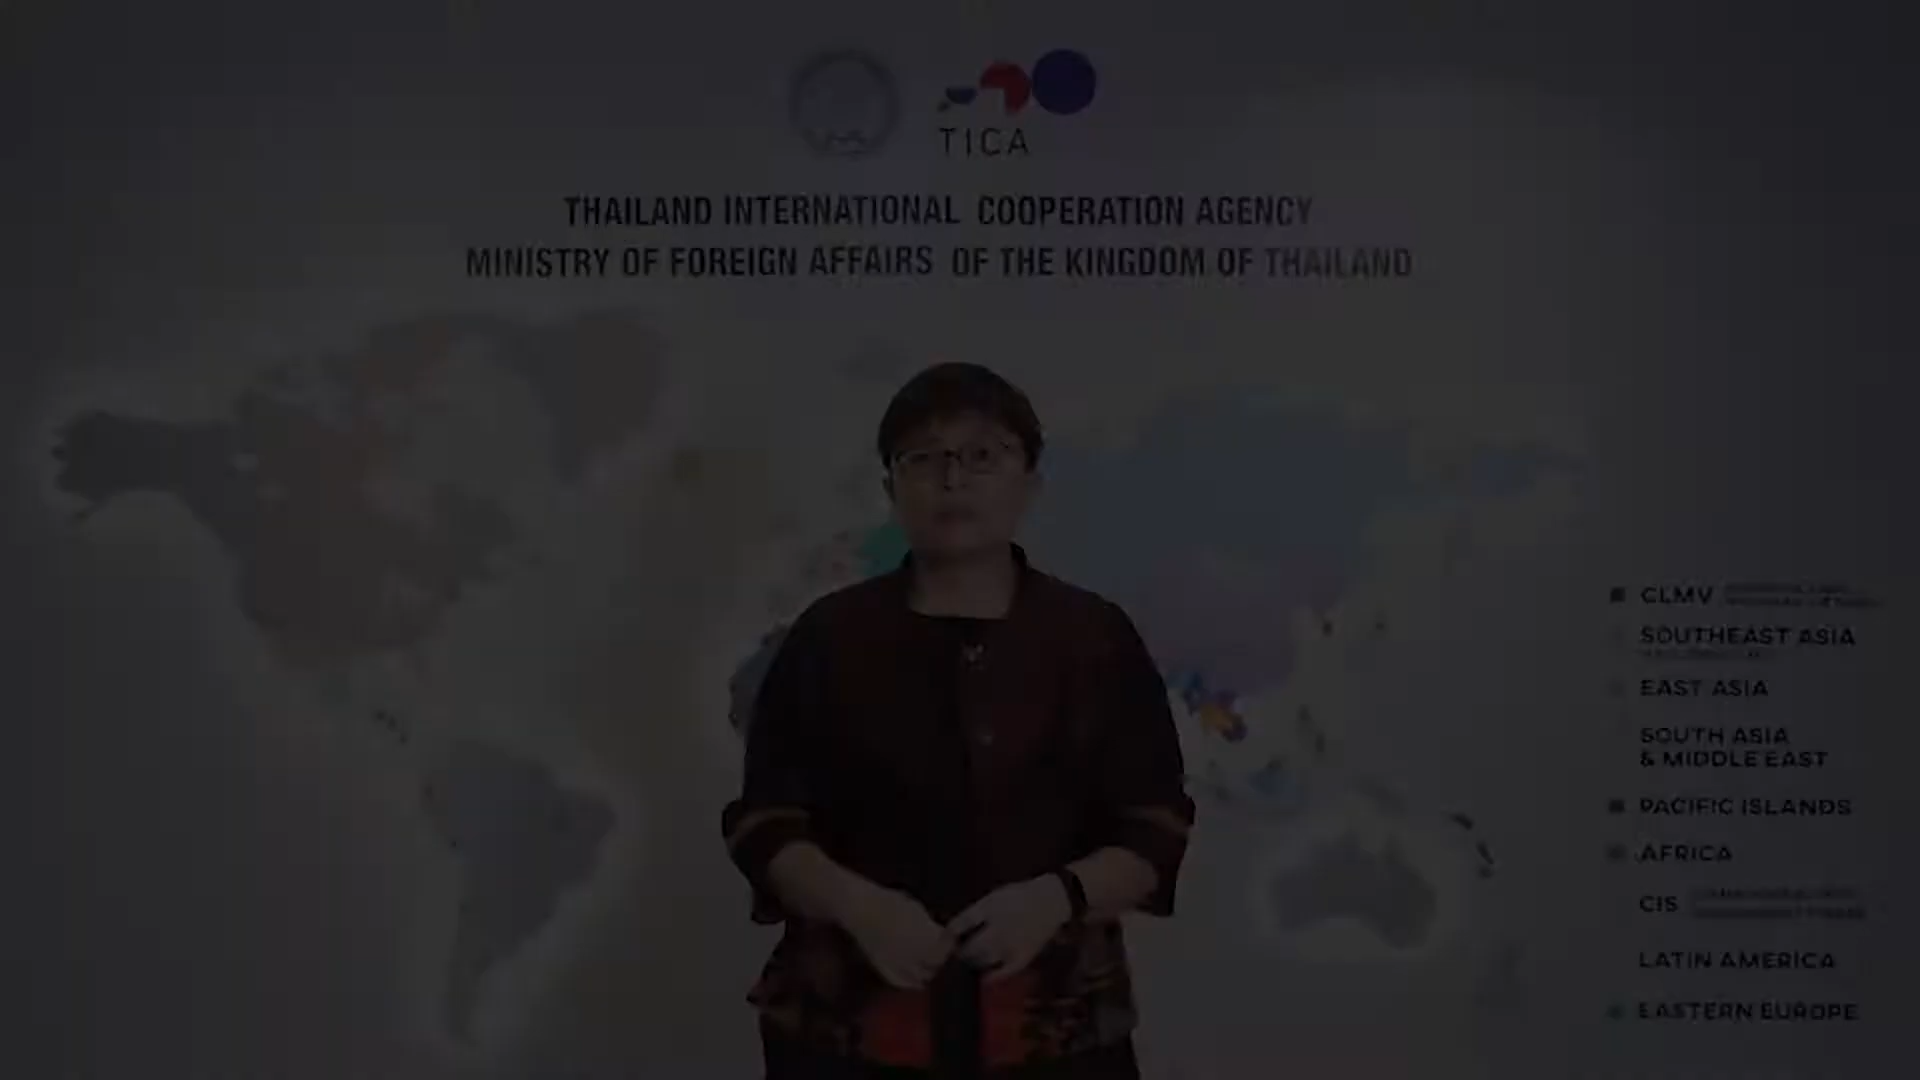 TICA
THAILAND INTERNATIONAL COOPERATION AGENCY
MINISTRY OF FOREIGN AFFAIRS OF THE KINGDOM OF THAILAND
CLMV
SOUTHEAST ASIA
EAST ASIA
SOUTH ASIA
& MIDDLE EAST
PACIFIC ISLANDS
AFRICA
CIS
LATIN AMERICA
EASTERN EUROPE